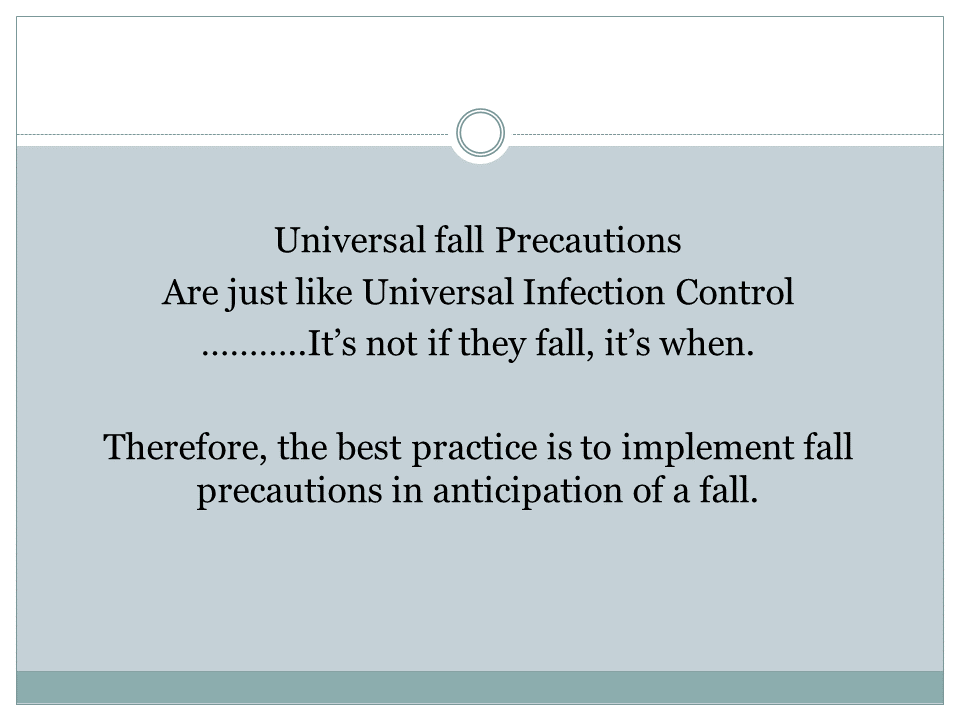 Universal fall Precautions
Are just like Universal Infection Control
………..It’s not if they fall, it’s when.
Therefore, the best practice is to implement fall
precautions in anticipation of a fall.